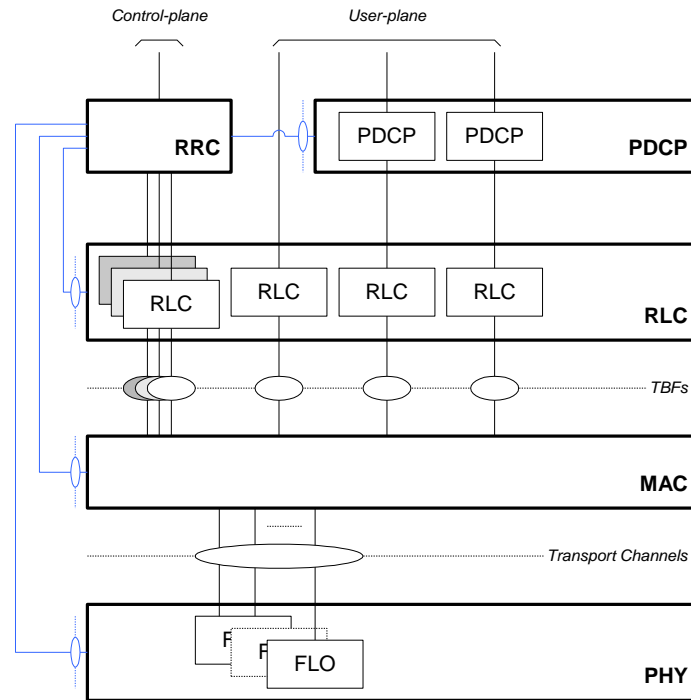 Control-plane
User-plane
RRC
PDCP
PDCP
PDCP
RLC
RLC
RLC
RLC
RLC
TBFs
MAC
Transport Channels
F
F
FLO
PHY